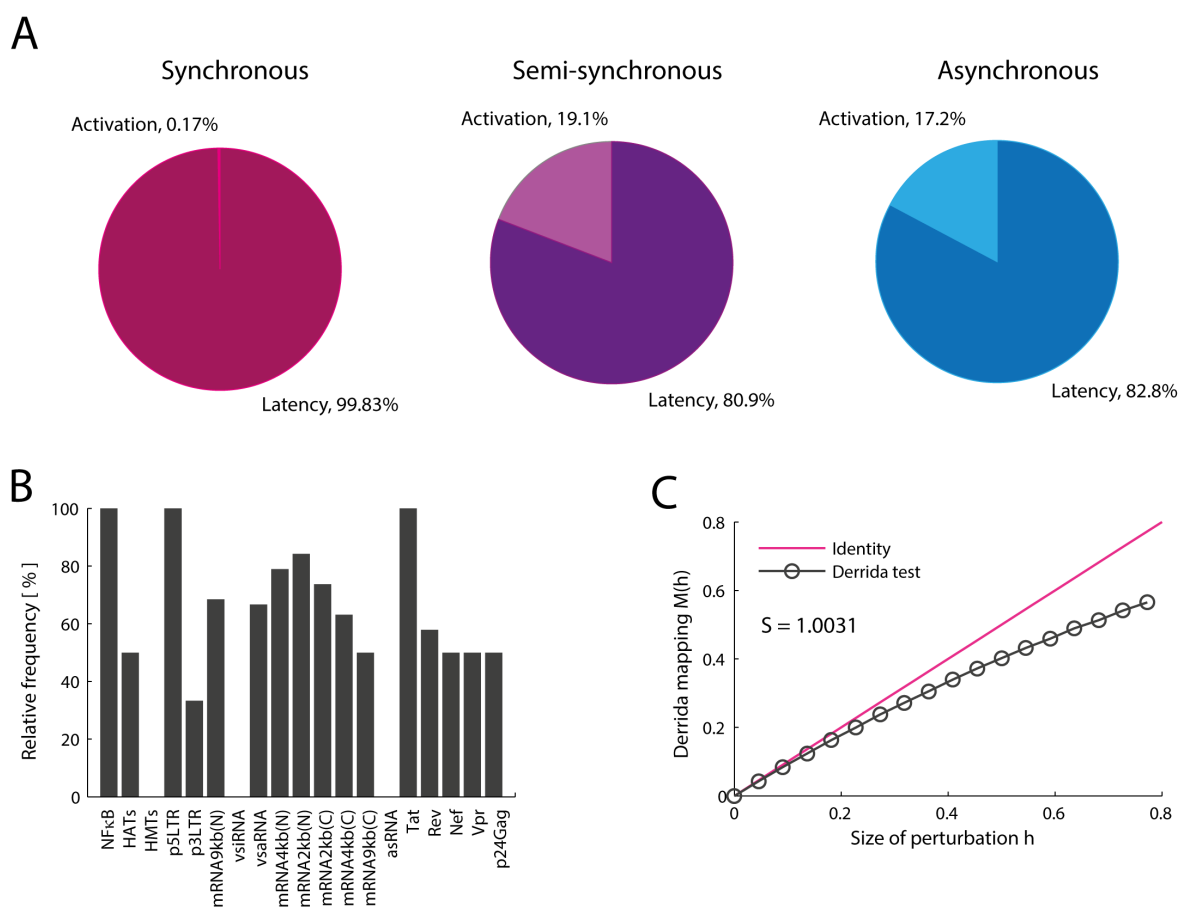 A
Synchronous
Semi-synchronous
Asynchronous
Activation, 0.17%
Activation, 19.1%
Activation, 17.2%
Latency, 99.83%
Latency, 80.9%
Latency, 82.8%
B
Relative frequency [ % ]
100
80
60
40
20
0
NFκB
HATs
HMTs
p5LTR
p3LTR
mRNA9kb(N)
vsiRNA
vsaRNA
mRNA4kb(N)
mRNA2kb(N)
mRNA2kb(C)
mRNA4kb(C)
mRNA9kb(C)
asRNA
Tat
Rev
Nef
Vpr
p24Gag
C
Derrida mapping M(h)
0.8
0.6
0.4
0.2
0
Identity
Derrida test
S = 1.0031
0
0.2
0.4
0.6
0.8
Size of perturbation h